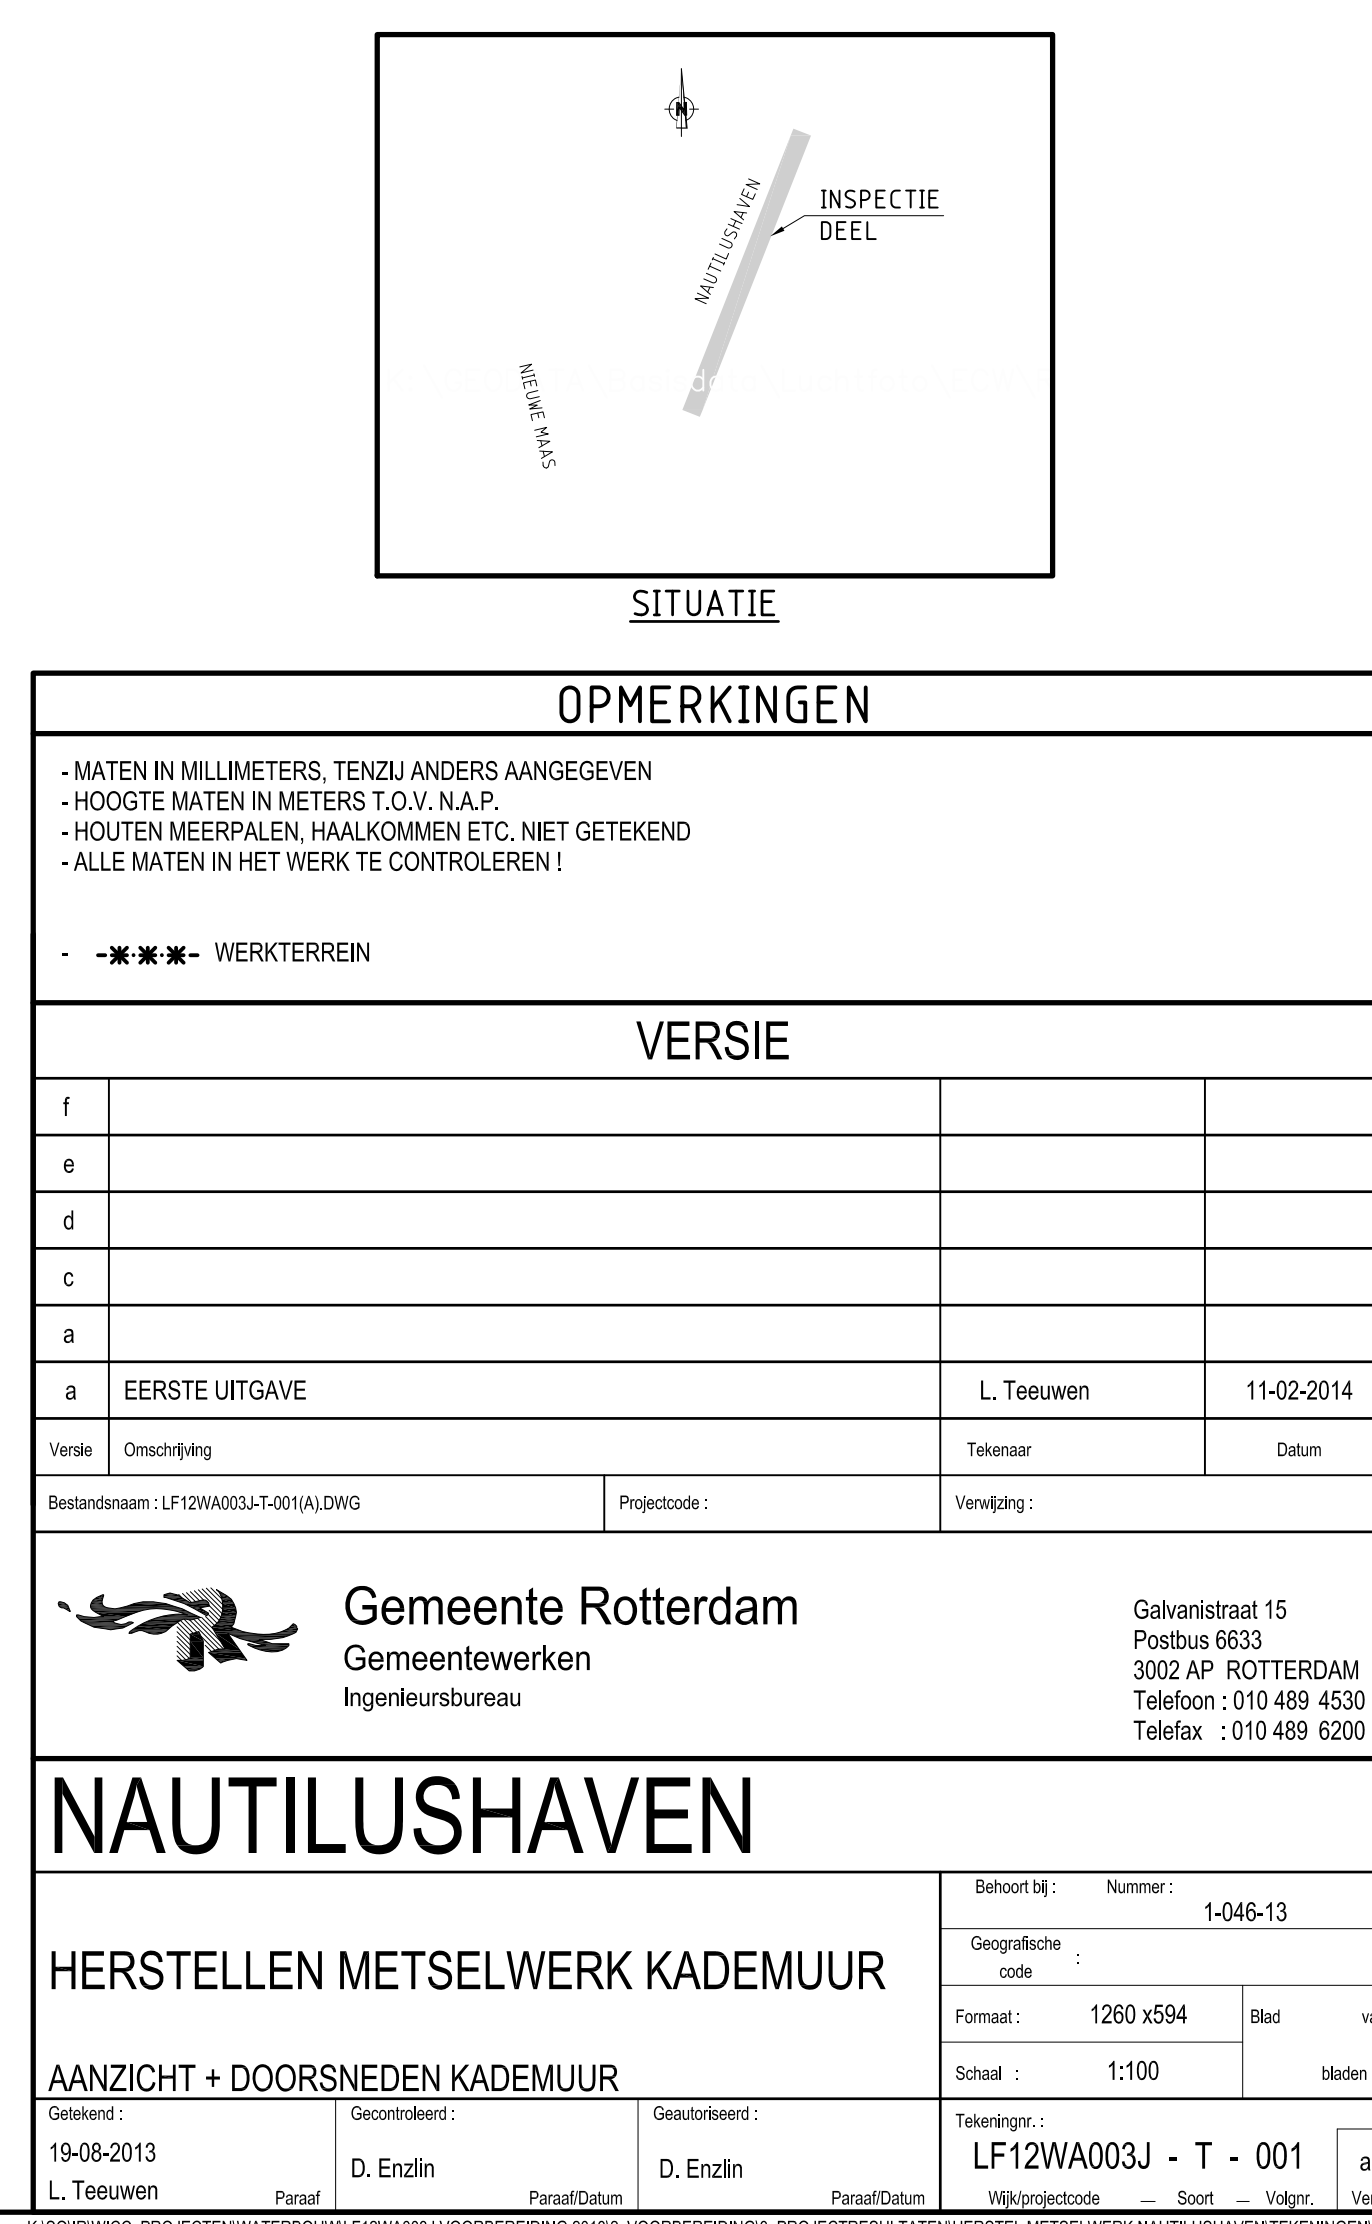 N
NAUTILUSHAVEN
INSPECTIE
DEEL
NIEUWE MAAS
SITUATIE
OPMERKINGEN
- MATEN IN MILLIMETERS, TENZIJ ANDERS AANGEGEVEN
- HOOGTE MATEN IN METERS T.O.V. N.A.P.
- HOUTEN MEERPALEN, HAALKOMMEN ETC. NIET GETEKEND
- ALLE MATEN IN HET WERK TE CONTROLEREN !
- WERKTERREIN
VERSIE
f
e
d
c
a
a EERSTE UITGAVE L. Teeuwen 11-02-2014
Versie Omschrijving Tekenaar Datum
Bestandsnaam : LF12WA003J-T-001(A).DWG Projectcode : Verwijzing :
Gemeente Rotterdam
Gemeentewerken
Ingenieursbureau
Galvanistraat 15
Postbus 6633
3002 AP ROTTERDAM
Telefoon : 010 489 4530
Telefax : 010 489 6200
NAUTILUSHAVEN
HERSTELLEN METSELWERK KADEMUUR
AANZICHT + DOORSNEDEN KADEMUUR
Behoort bij : Nummer :
1-046-13
Geografische
code :
Formaat : 1260 x594 Blad
Schaal : 1:100 bladen
Getekend : Gecontroleerd : Geautoriseerd : Tekeningnr. :
19-08-2013 D. Enzlin D. Enzlin LF12WA003J - T - 001 a
L. Teeuwen Paraaf Paraaf/Datum Paraaf/Datum Wijk/projectcode — Soort — Volgnr.